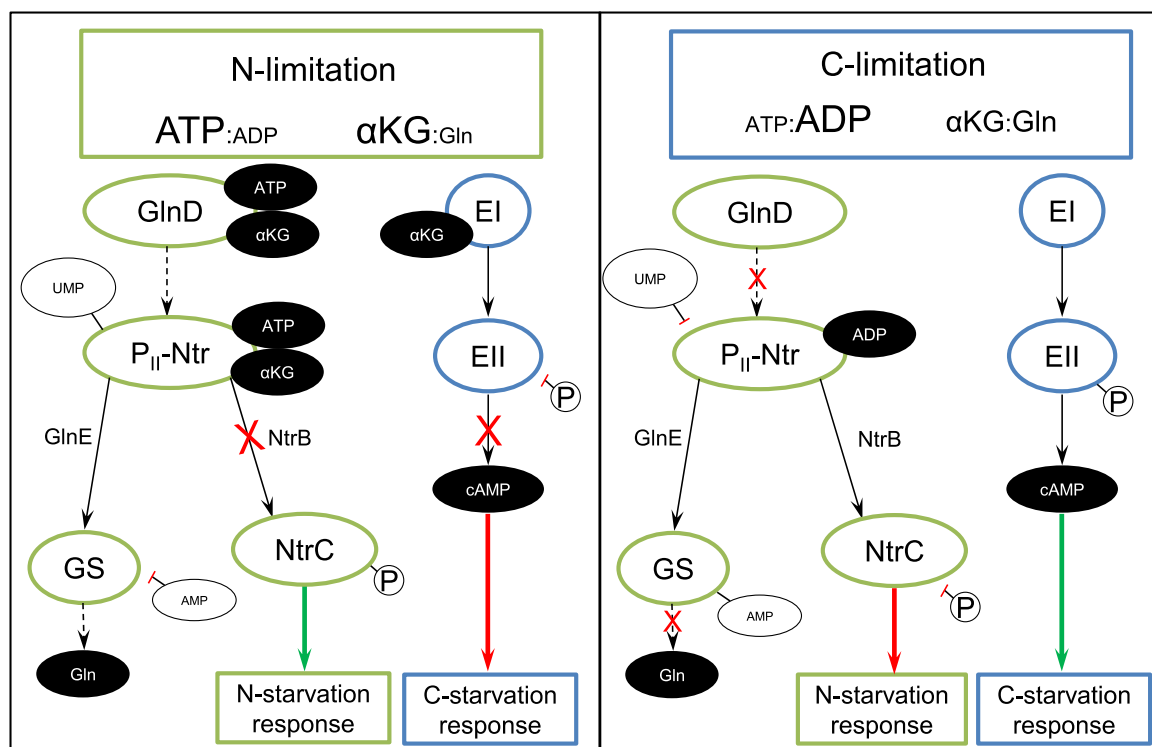 N-limitation
ATP:ADP αKG:Gln
GlnD
ATP
αKG
EI
αKG
UMP
P_II-Ntr
ATP
αKG
EII
P
GlnE
NtrB
cAMP
GS
AMP
NtrC
P
Gln
N-starvation
response
C-starvation
response
C-limitation
ATP:ADP αKG:Gln
GlnD
EI
UMP
P_II-Ntr
ADP
EII
P
GlnE
NtrB
cAMP
GS
AMP
NtrC
P
Gln
N-starvation
response
C-starvation
response